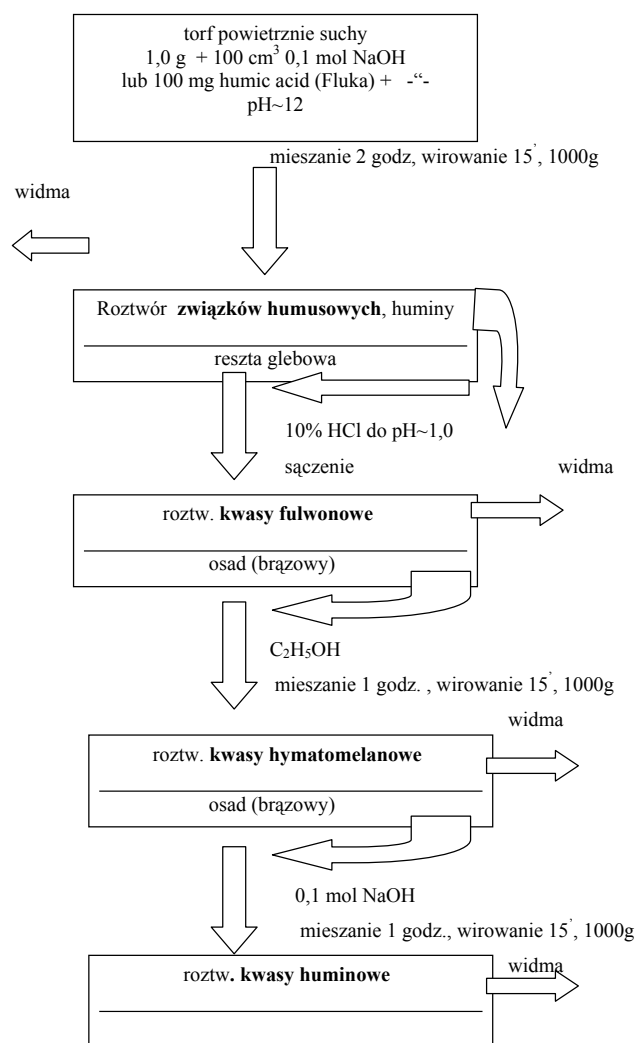 torf powietrznie suchy
1,0 g + 100 cm³ 0,1 mol NaOH
lub 100 mg humic acid (Fluka) + -“-
pH~12
mieszanie 2 godz, wirowanie 15’, 1000g
widma
Roztwór związków humusowych, huminy
reszta glebowa
10% HCl do pH~1,0
sączenie
widma
roztw. kwasy fulwonowe
osad (brązowy)
C₂H₅OH
mieszanie 1 godz. , wirowanie 15’, 1000g
widma
roztw. kwasy hymatomelanowe
osad (brązowy)
0,1 mol NaOH
mieszanie 1 godz., wirowanie 15’, 1000g
widma
roztw. kwasy huminowe